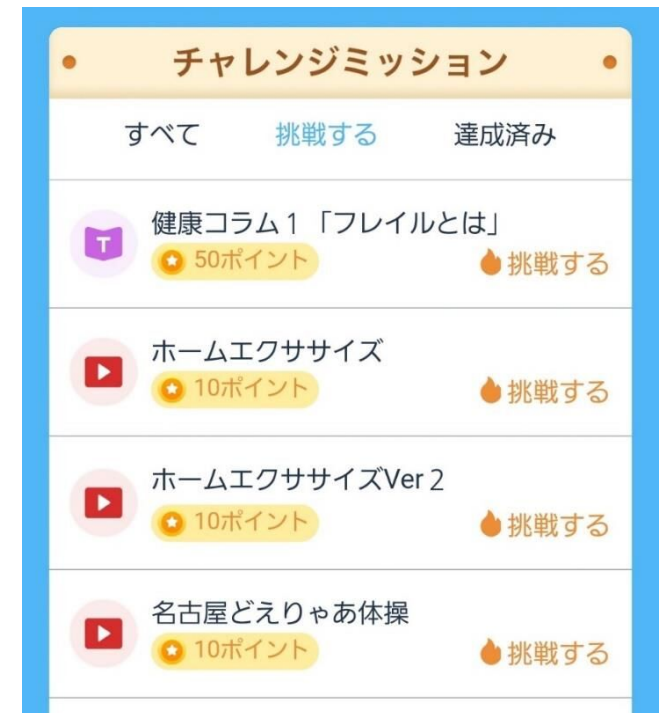 チャレンジミッション
すべて 挑戦する 達成済み
T
健康コラム1「フレイルとは」
50ポイント
挑戦する
ホームエクササイズ
10ポイント
挑戦する
ホームエクササイズVer2
10ポイント
挑戦する
名古屋どえりゃあ体操
10ポイント
挑戦する